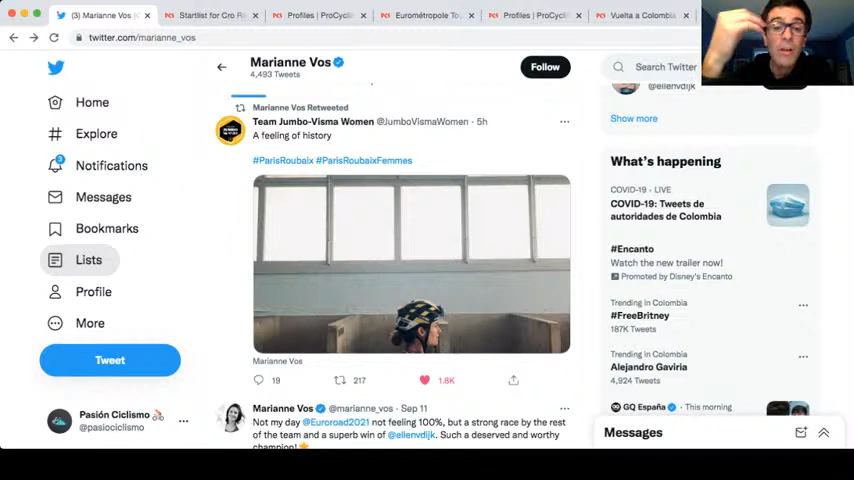 (3) Marianne Vos (
Startlist for Cro R
Profiles | ProCycli
Eurométropole To
Profiles | ProCycli
Vuelta a Colombia
twitter.com/marianne_vos
Home
Explore
3
Notifications
Messages
Bookmarks
Lists
Profile
More
Tweet
Pasión Ciclismo
@pasiociclismo
Marianne Vos
4,493 Tweets
Follow
Marianne Vos Retweeted
Team Jumbo-Visma Women @JumboVismaWomen · 5h
A feeling of history
#ParisRoubaix #ParisRoubaixFemmes
Marianne Vos
19
217
1.8K
Marianne Vos @marianne_vos · Sep 11
Not my day @Euroroad2021 not feeling 100%, but a strong race by the rest
of the team and a superb win of @ellenvdijk. Such a deserved and worthy
champion!
Search Twitter
@ellenvdijk
Show more
What's happening
COVID-19 · LIVE
COVID-19: Tweets de
autoridades de Colombia
#Encanto
Watch the new trailer now!
Promoted by Disney's Encanto
Trending in Colombia
#FreeBritney
187K Tweets
Trending in Colombia
Alejandro Gaviria
4,924 Tweets
GQ España · This morning
Messages